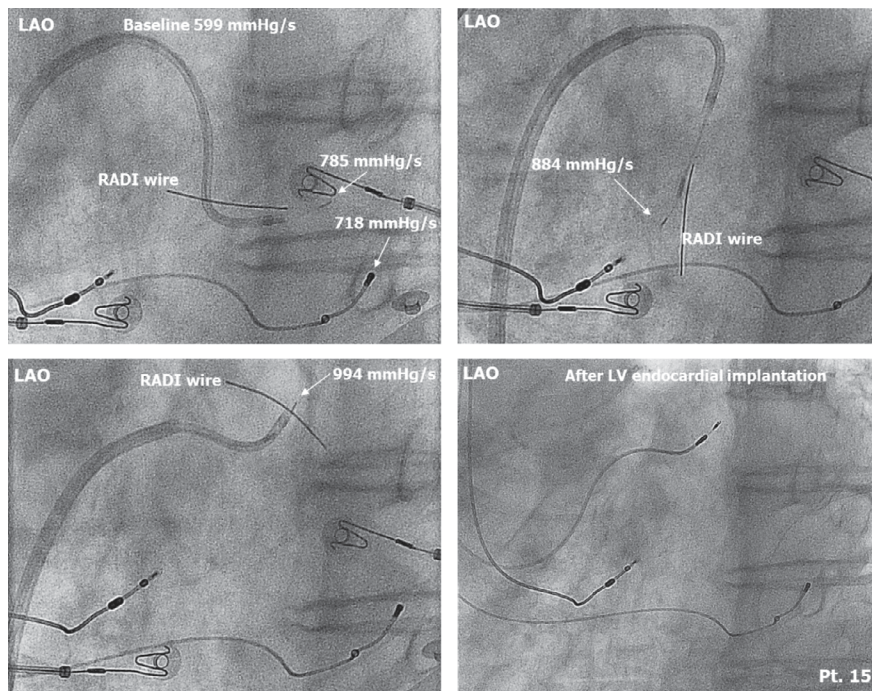 LAO
Baseline 599 mmHg/s
785 mmHg/s
RADI wire
718 mmHg/s
LAO
884 mmHg/s
RADI wire
LAO
994 mmHg/s
RADI wire
LAO
After LV endocardial implantation
Pt. 15